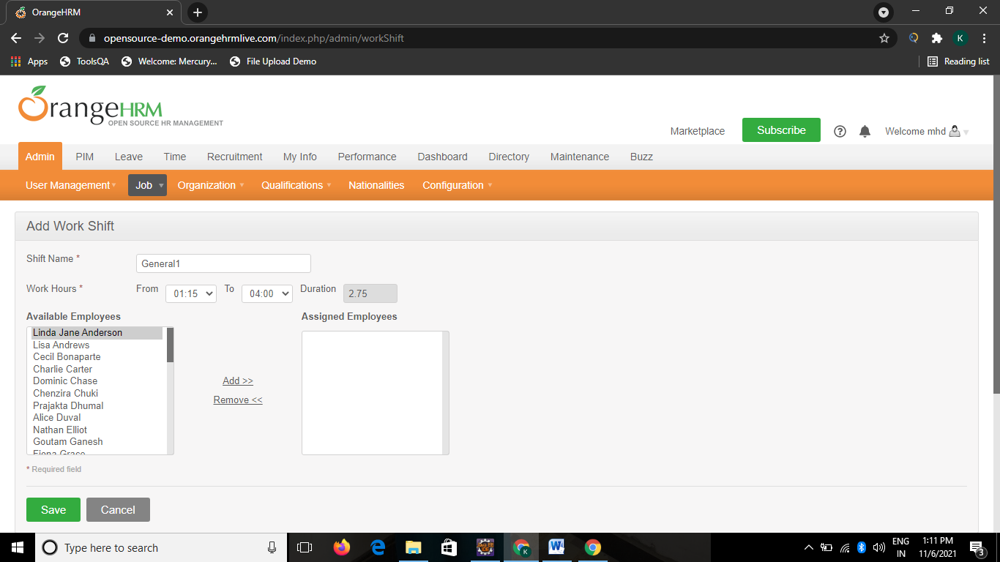 OrangeHRM
opensource-demo.orangehrmlive.com/index.php/admin/workShift
K
Apps ToolsQA Welcome: Mercury... File Upload Demo Reading list
OrangeHRM
OPEN SOURCE HR MANAGEMENT
Marketplace Subscribe Welcome mhd
Admin PIM Leave Time Recruitment My Info Performance Dashboard Directory Maintenance Buzz
User Management Job Organization Qualifications Nationalities Configuration
Add Work Shift
Shift Name *
General1
Work Hours * From 01:15 To 04:00 Duration 2.75
Available Employees Assigned Employees
Linda Jane Anderson
Lisa Andrews
Cecil Bonaparte
Charlie Carter
Dominic Chase
Chenzira Chuki
Prajakta Dhumal
Alice Duval
Nathan Elliot
Goutam Ganesh
Fiona Grace
Add >>
Remove <<
* Required field
Save Cancel
Type here to search
K
W
ENG
IN
1:11 PM
11/6/2021
3